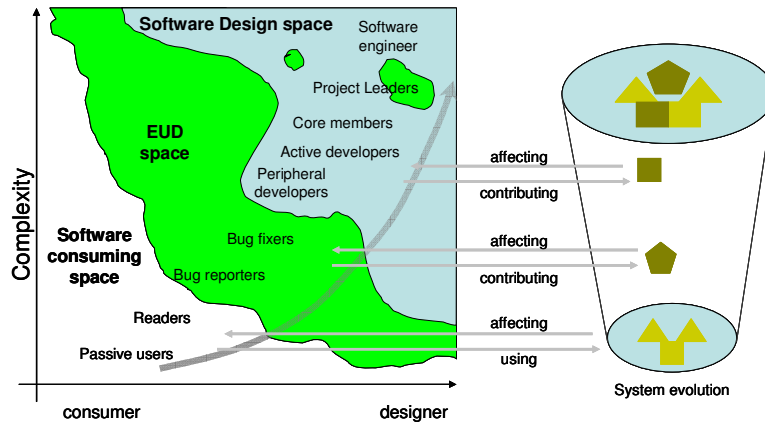 Software Design space
Software
engineer
Project Leaders
EUD
space
Core members
Active developers
Peripheral
developers
Software
consuming
space
Bug fixers
Bug reporters
Readers
Passive users
Complexity
consumer
designer
affecting
contributing
affecting
contributing
affecting
using
System evolution